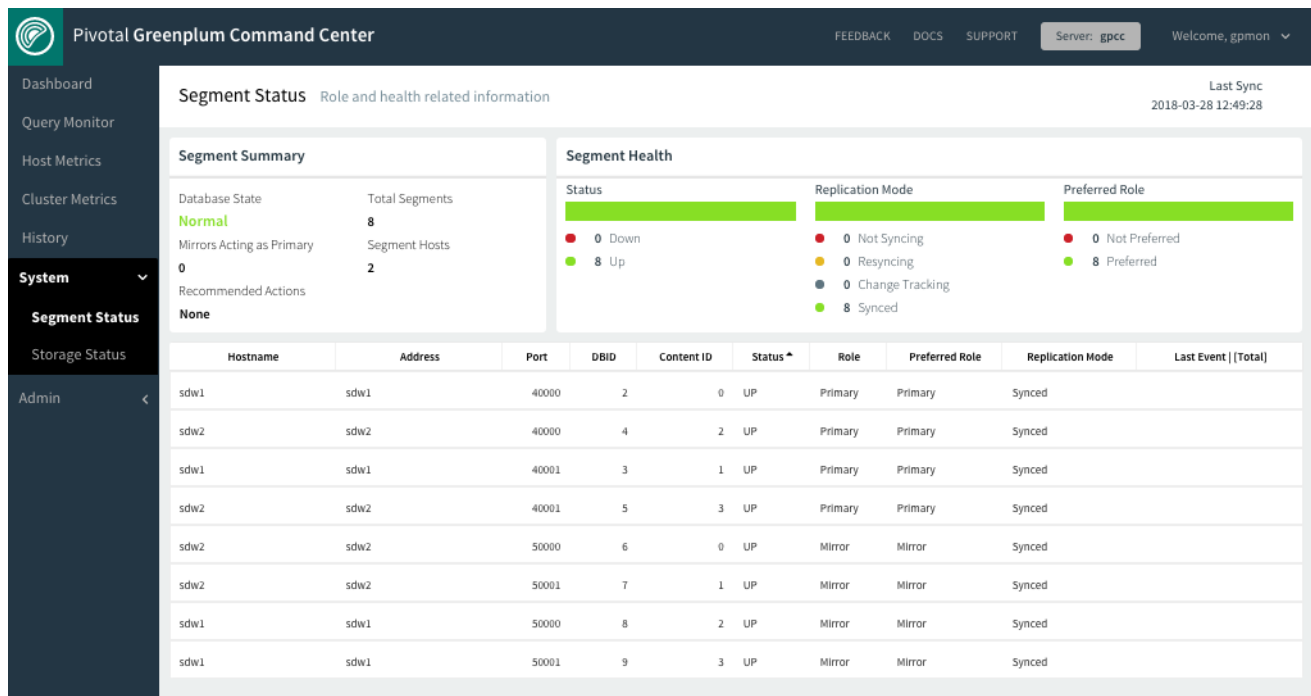 Pivotal Greenplum Command Center
FEEDBACK DOCS SUPPORT Server: gpcc Welcome, gpmon
Dashboard
Query Monitor
Host Metrics
Cluster Metrics
History
System
Segment Status
Storage Status
Admin
Segment Status Role and health related information
Last Sync
2018-03-28 12:49:28
Segment Summary
Database State Total Segments
Normal 8
Mirrors Acting as Primary Segment Hosts
0 2
Recommended Actions
None
Segment Health
Status
0 Down
8 Up
Replication Mode
0 Not Syncing
0 Resyncing
0 Change Tracking
8 Synced
Preferred Role
0 Not Preferred
8 Preferred
Hostname Address Port DBID Content ID Status Role Preferred Role Replication Mode Last Event | [Total]
sdw1 sdw1 40000 2 0 UP Primary Primary Synced
sdw2 sdw2 40000 4 2 UP Primary Primary Synced
sdw1 sdw1 40001 3 1 UP Primary Primary Synced
sdw2 sdw2 40001 5 3 UP Primary Primary Synced
sdw2 sdw2 50000 6 0 UP Mirror Mirror Synced
sdw2 sdw2 50001 7 1 UP Mirror Mirror Synced
sdw1 sdw1 50000 8 2 UP Mirror Mirror Synced
sdw1 sdw1 50001 9 3 UP Mirror Mirror Synced